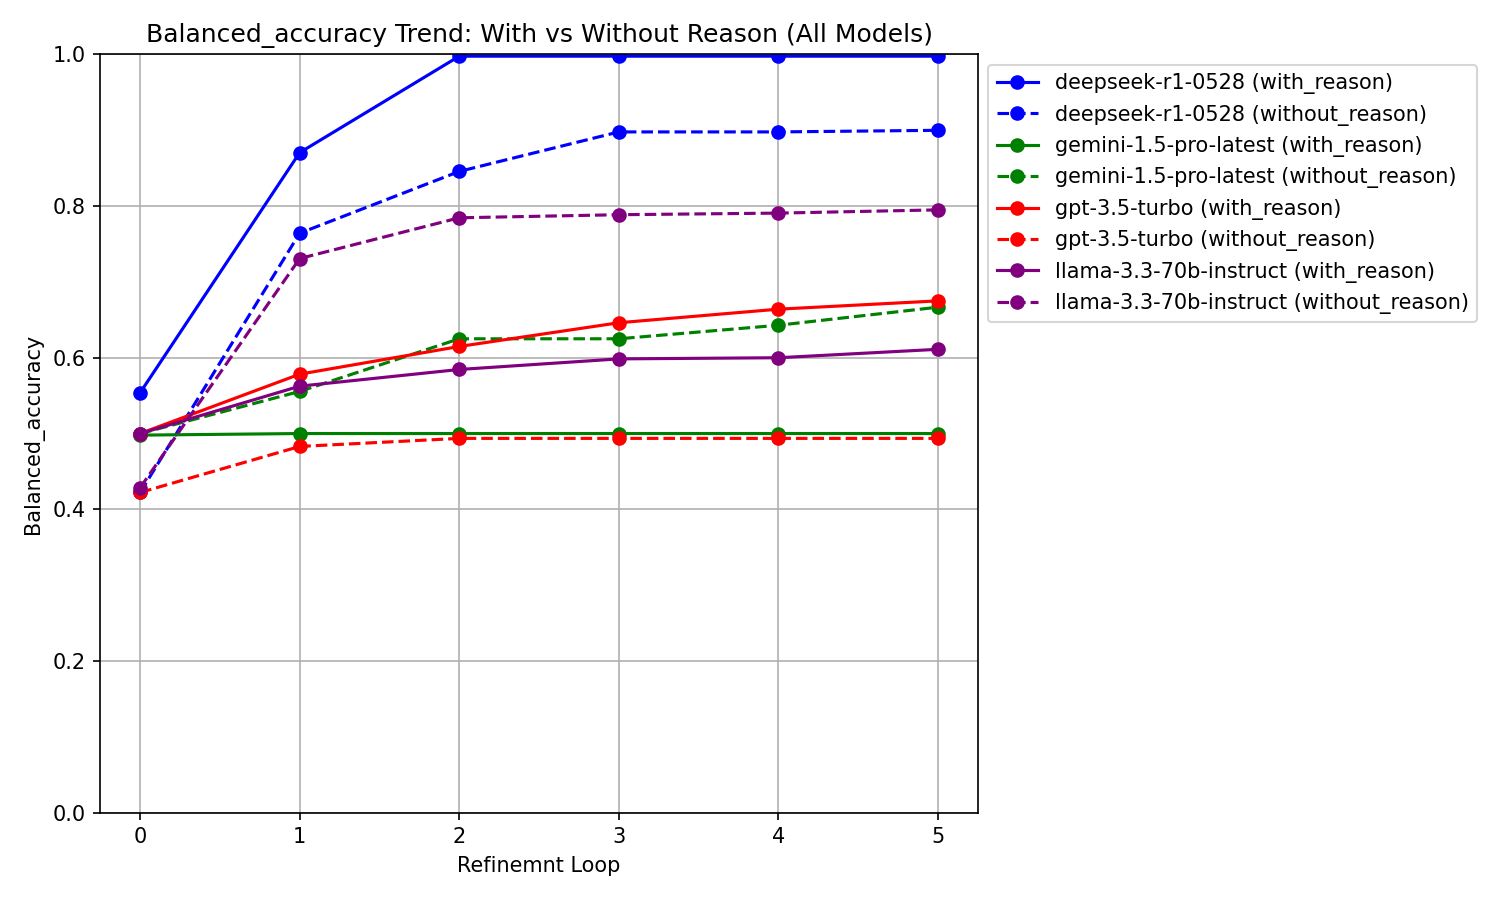 Balanced_accuracy Trend: With vs Without Reason (All Models)
Balanced_accuracy
1.0
0.8
0.6
0.4
0.2
0.0
0 1 2 3 4 5
Refinemnt Loop
deepseek-r1-0528 (with_reason)
deepseek-r1-0528 (without_reason)
gemini-1.5-pro-latest (with_reason)
gemini-1.5-pro-latest (without_reason)
gpt-3.5-turbo (with_reason)
gpt-3.5-turbo (without_reason)
llama-3.3-70b-instruct (with_reason)
llama-3.3-70b-instruct (without_reason)